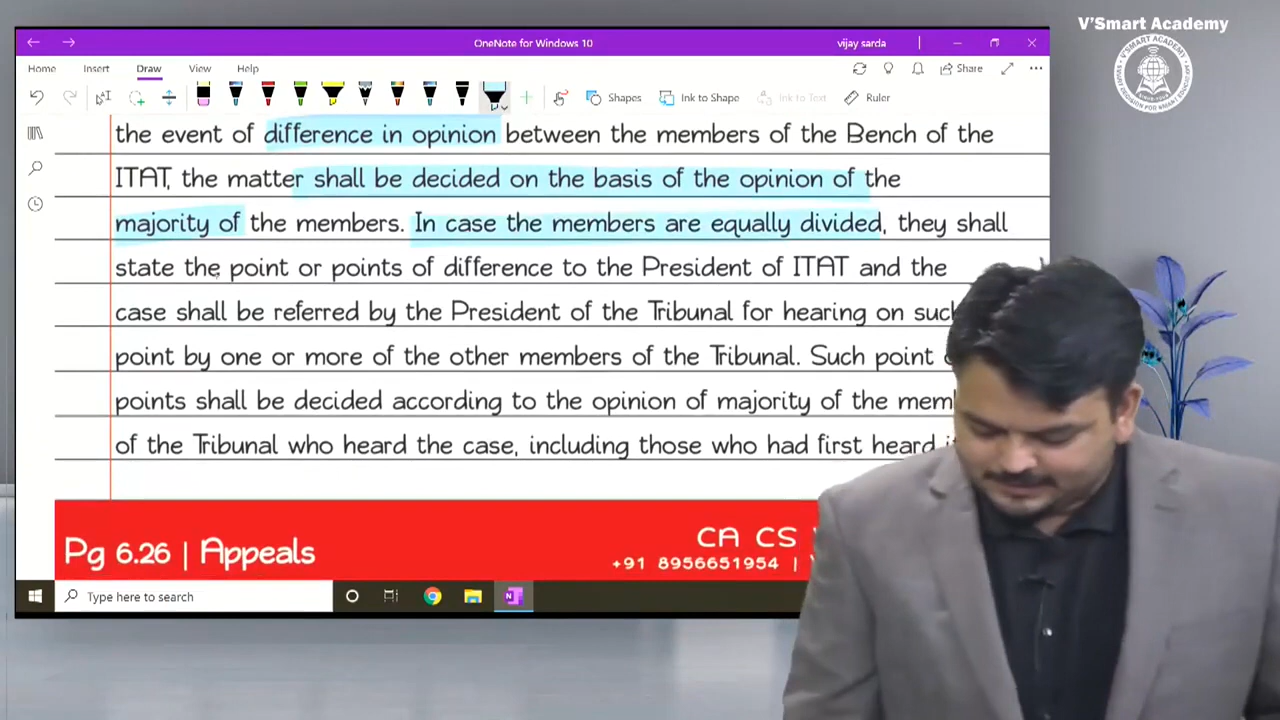 V'Smart Academy
OneNote for Windows 10
vijay sarda
Home Insert Draw View Help
Share
Shapes Ink to Shape Ink to Text Ruler
the event of difference in opinion between the members of the Bench of the
ITAT, the matter shall be decided on the basis of the opinion of the
majority of the members. In case the members are equally divided, they shall
state the point or points of difference to the President of ITAT and the
case shall be referred by the President of the Tribunal for hearing on such
point by one or more of the other members of the Tribunal. Such point
points shall be decided according to the opinion of majority of the
of the Tribunal who heard the case, including those who had first heard
Pg 6.26 | Appeals
CA CS
+91 8956651954 |
Type here to search